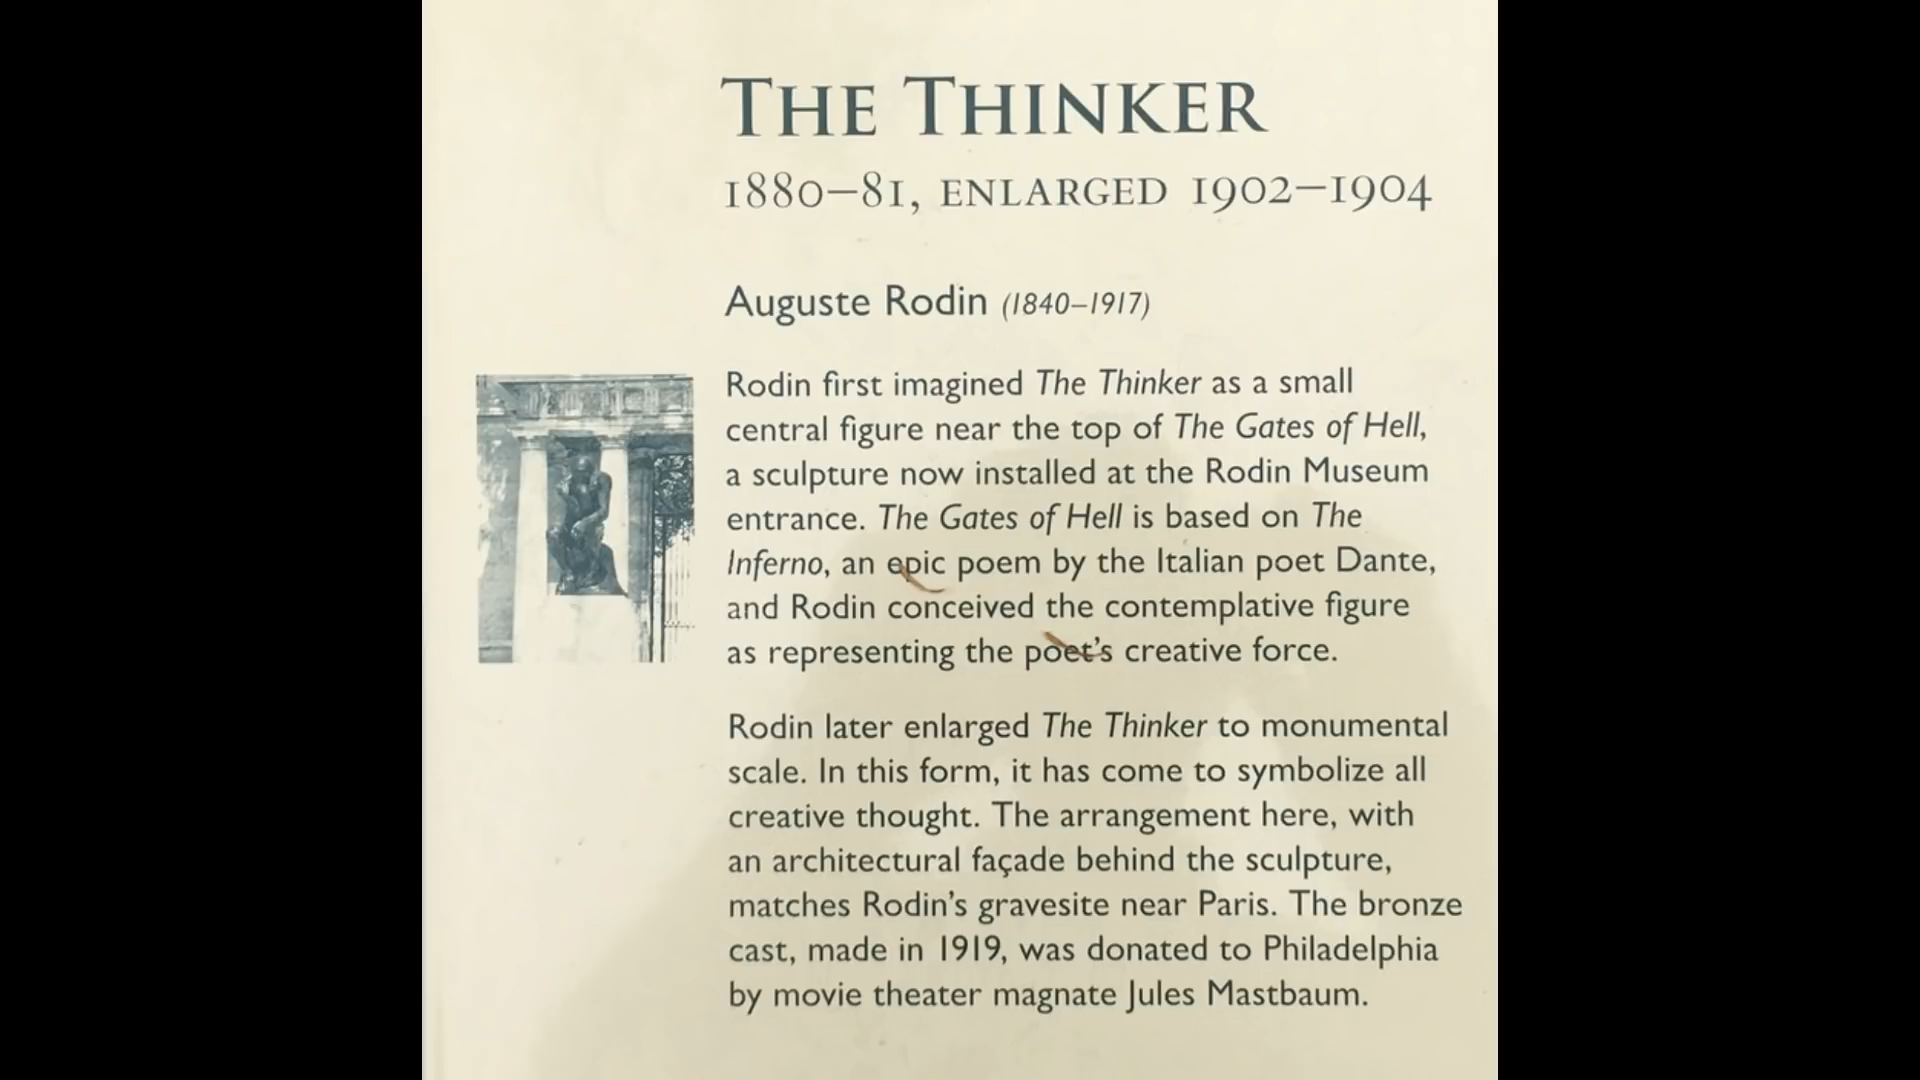 THE THINKER
1880–81, ENLARGED 1902–1904
Auguste Rodin (1840–1917)
Rodin first imagined The Thinker as a small
central figure near the top of The Gates of Hell,
a sculpture now installed at the Rodin Museum
entrance. The Gates of Hell is based on The
Inferno, an epic poem by the Italian poet Dante,
and Rodin conceived the contemplative figure
as representing the poet’s creative force.
Rodin later enlarged The Thinker to monumental
scale. In this form, it has come to symbolize all
creative thought. The arrangement here, with
an architectural façade behind the sculpture,
matches Rodin’s gravesite near Paris. The bronze
cast, made in 1919, was donated to Philadelphia
by movie theater magnate Jules Mastbaum.